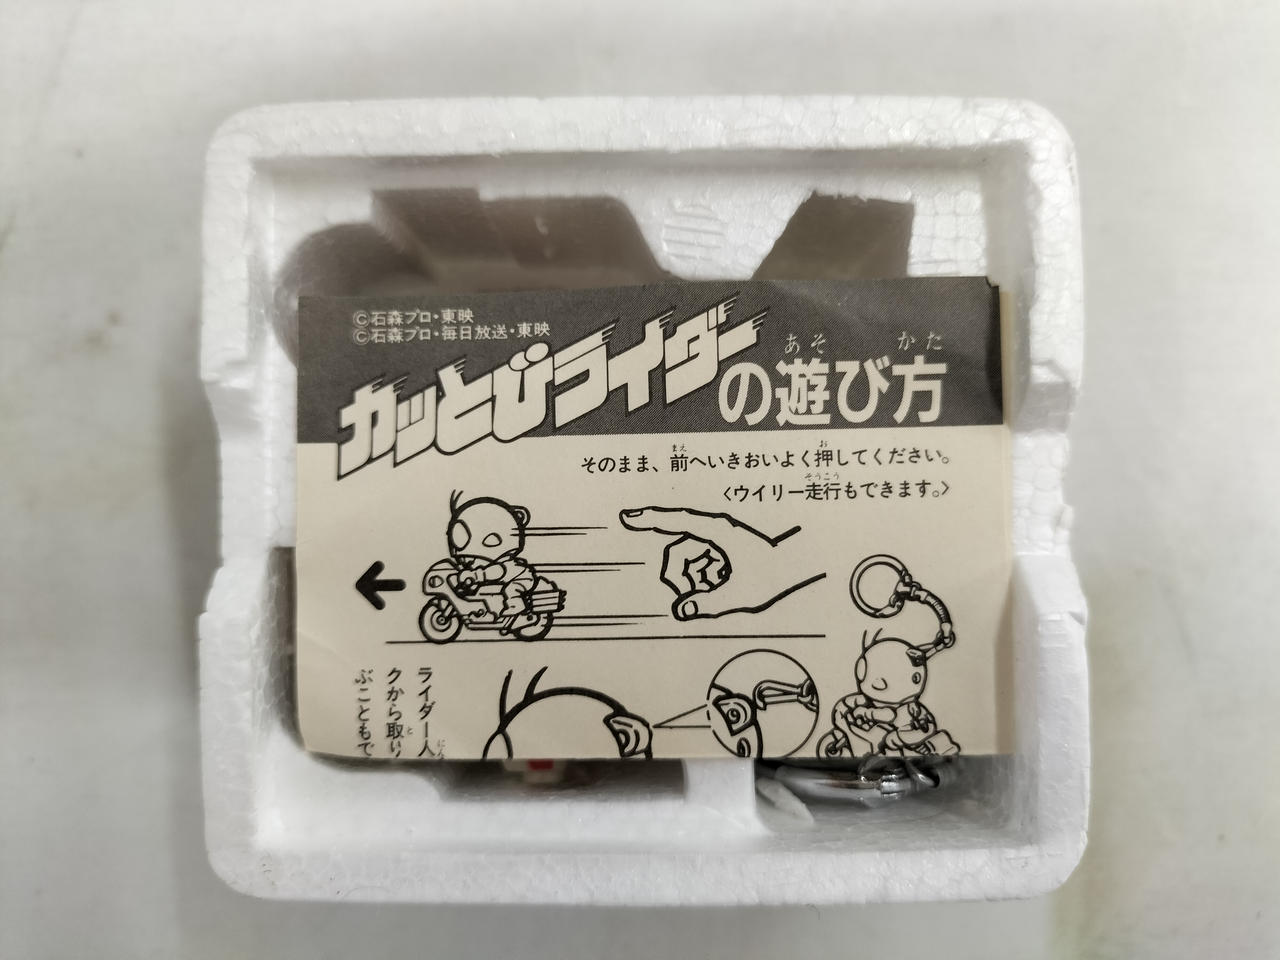 ©石森プロ・東映
©石森プロ・毎日放送・東映
カッとびライダーの遊び方
あそ かた
そのまま、前へいきおいよく押してください。
まえ お
〈ウイリー走行もできます。〉
そうこう
ライダー人
にん
クから取り
と
ぶこともで